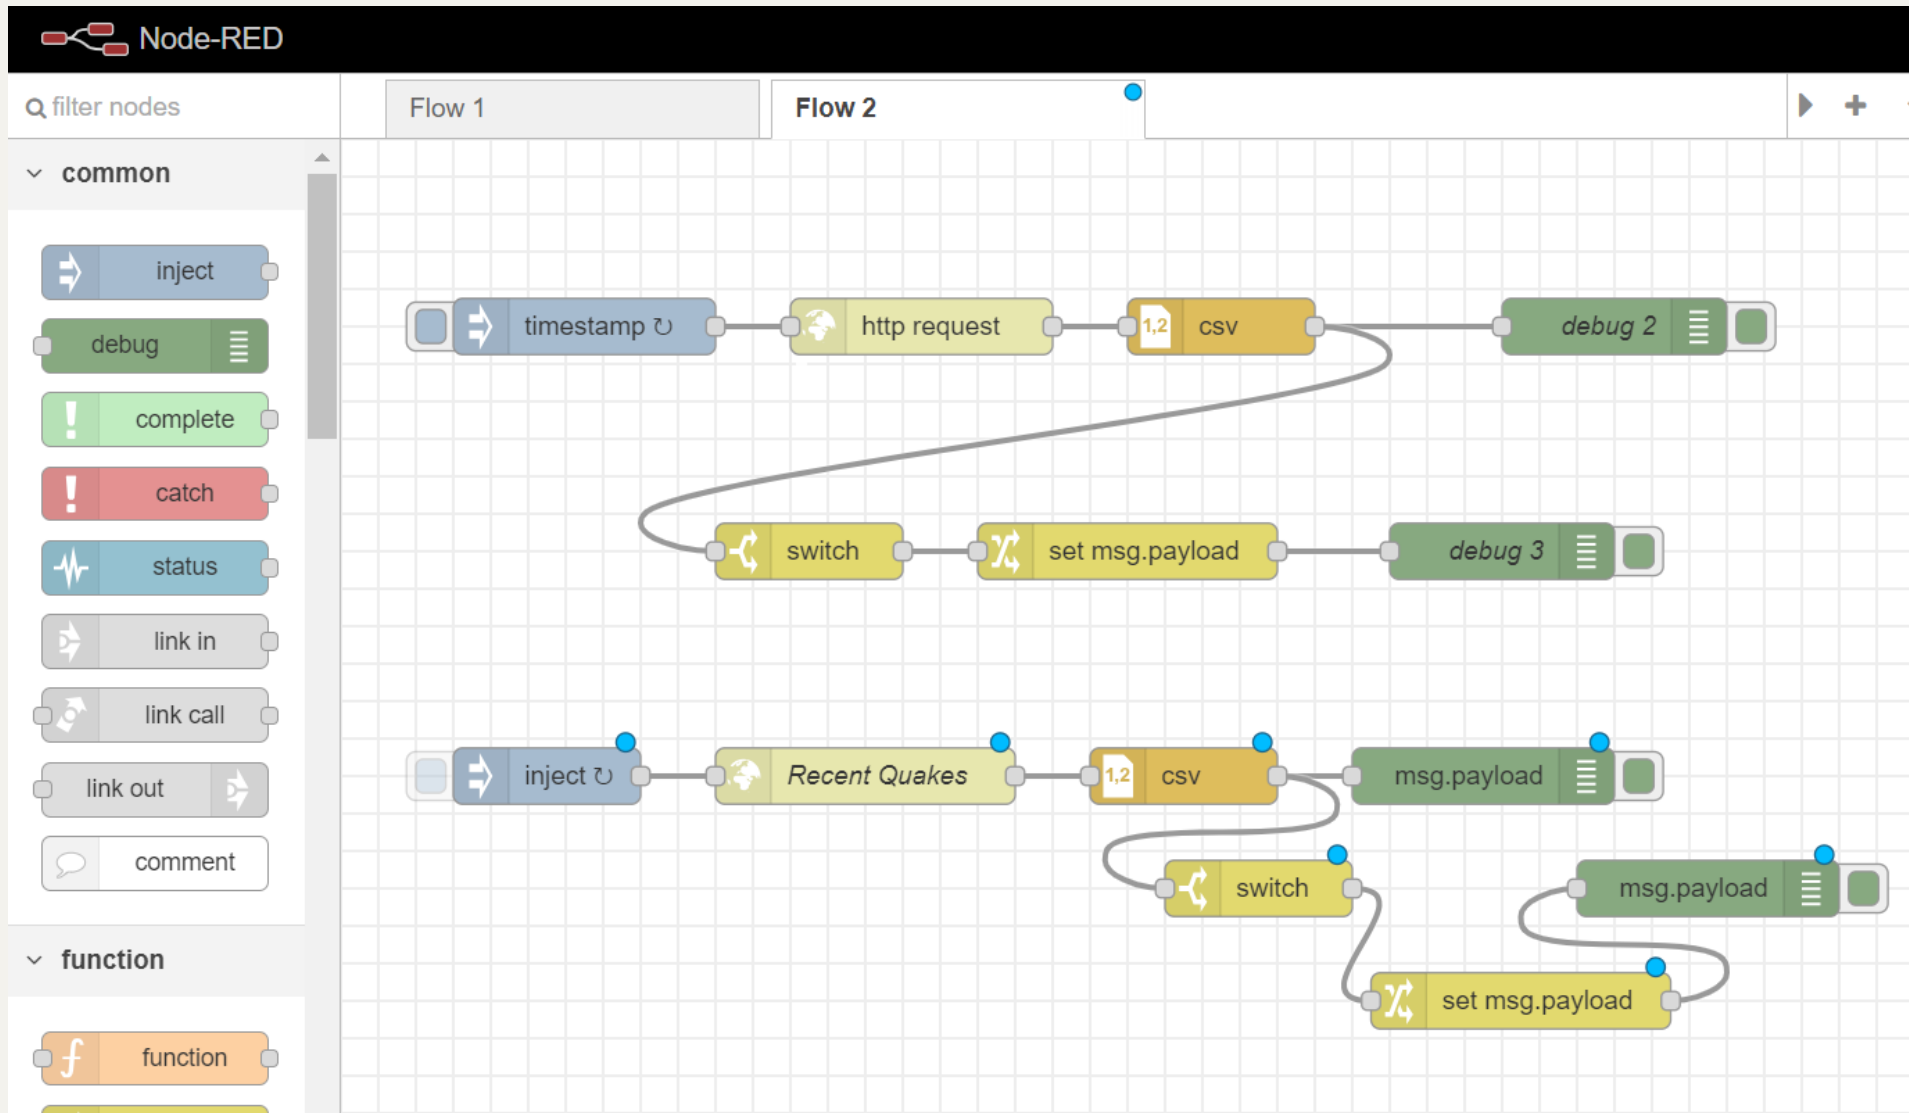 Node-RED
filter nodes
Flow 1
Flow 2
common
inject
debug
complete
catch
status
link in
link call
link out
comment
function
function
timestamp ↻
http request
1,2 csv
debug 2
switch
set msg.payload
debug 3
inject ↻
Recent Quakes
1,2 csv
msg.payload
switch
msg.payload
set msg.payload